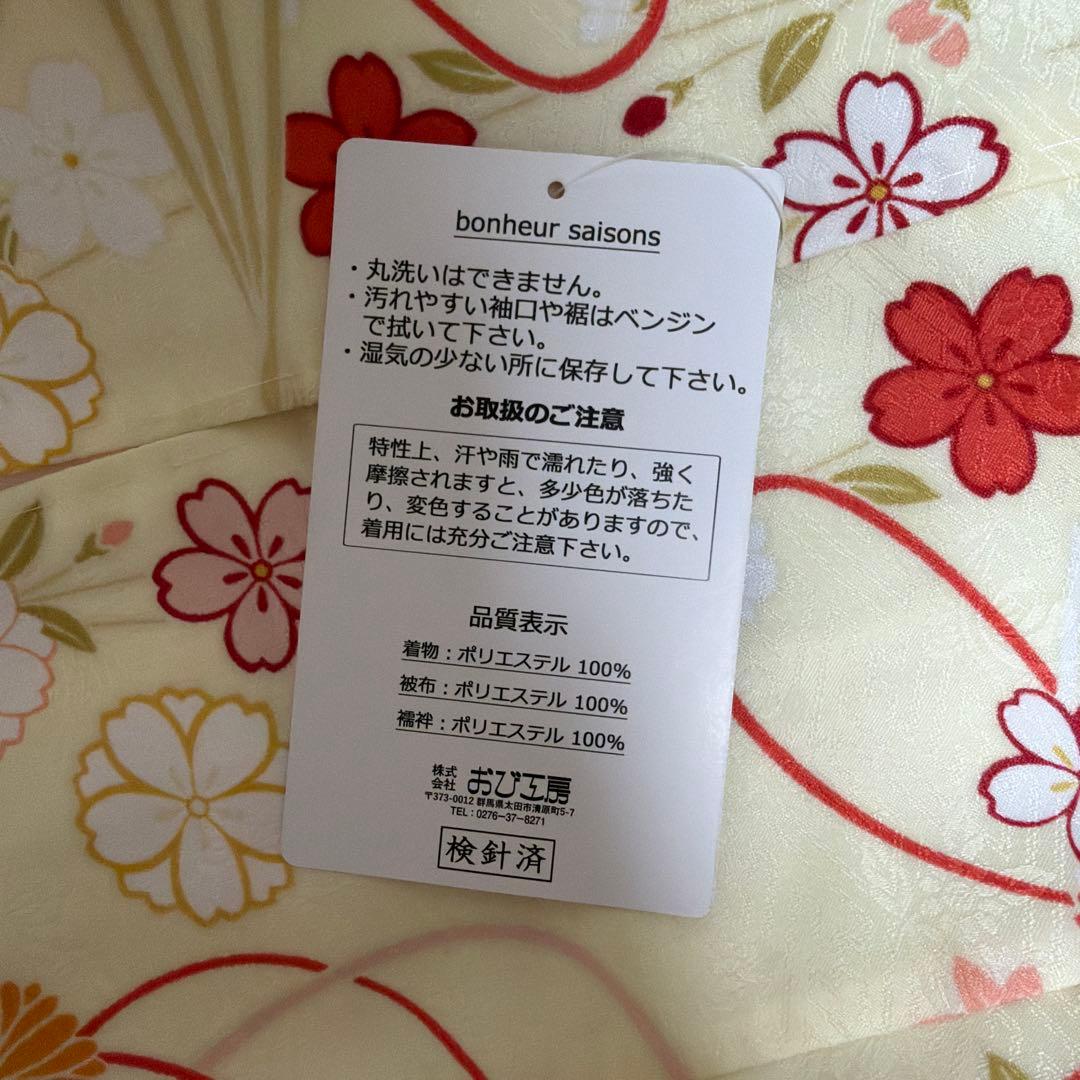 bonheur saisons
・丸洗いはできません。
・汚れやすい袖口や裾はベンジン
で拭いて下さい。
・湿気の少ない所に保存して下さい。
お取扱のご注意
特性上、汗や雨で濡れたり、強く
摩擦されますと、多少色が落ちた
り、変色することがありますので、
着用には充分ご注意下さい。
品質表示
着物：ポリエステル 100%
被布：ポリエステル 100%
襦袢：ポリエステル 100%
株式会社 おび工房
〒373-0012 群馬県太田市清原町5-7
TEL：0276-37-8271
検針済